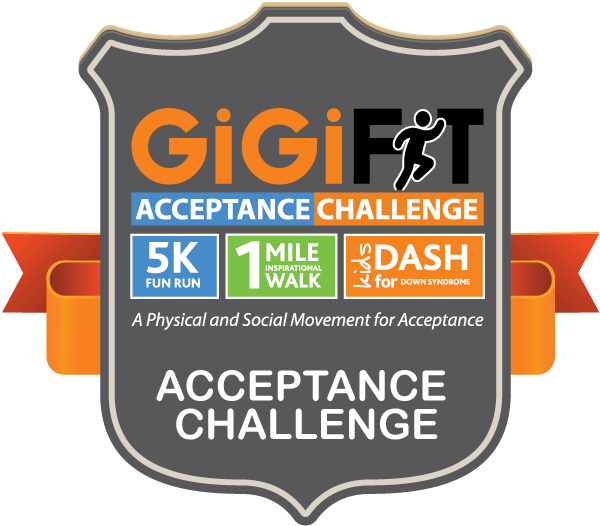 GiGiFiT
ACCEPTANCE CHALLENGE
5K
FUN RUN
1 MILE
INSPIRATIONAL
WALK
kids DASH
for DOWN SYNDROME
A Physical and Social Movement for Acceptance
ACCEPTANCE
CHALLENGE